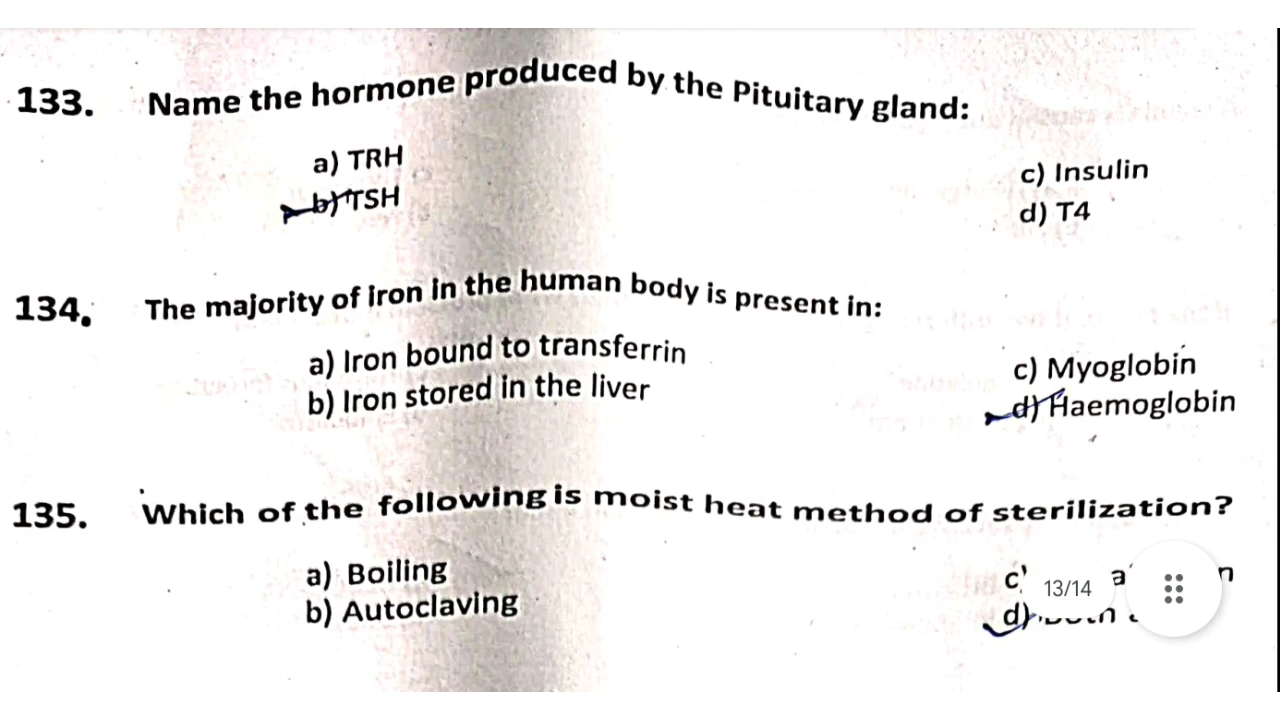 133. Name the hormone produced by the Pituitary gland:
a) TRH
b) TSH
c) Insulin
d) T4
134. The majority of iron in the human body is present in:
a) Iron bound to transferrin
b) Iron stored in the liver
c) Myoglobin
d) Haemoglobin
135. Which of the following is moist heat method of sterilization?
a) Boiling
b) Autoclaving
c)
d)
13/14